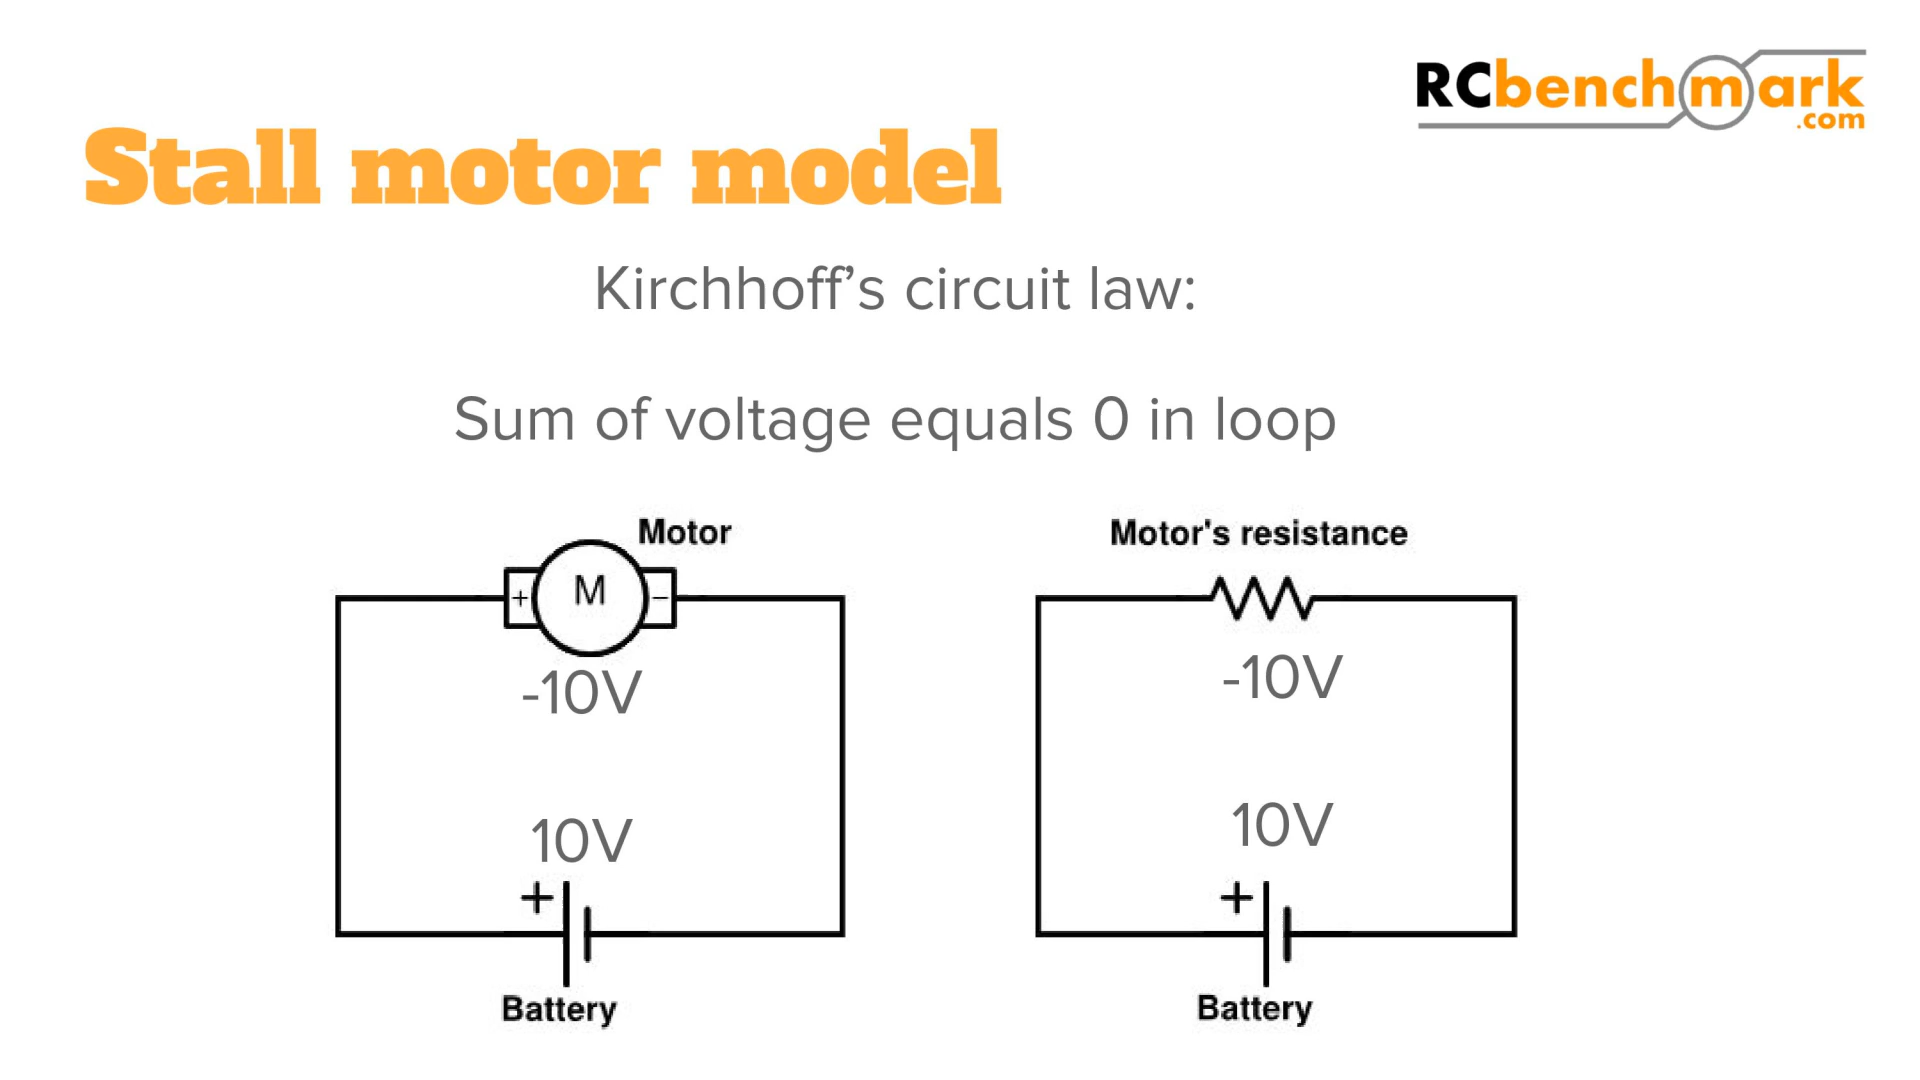 RCbenchmark
.com
Stall motor model
Kirchhoff’s circuit law:
Sum of voltage equals 0 in loop
Motor
+ M −
-10V
10V
+
Battery
Motor's resistance
-10V
10V
+
Battery